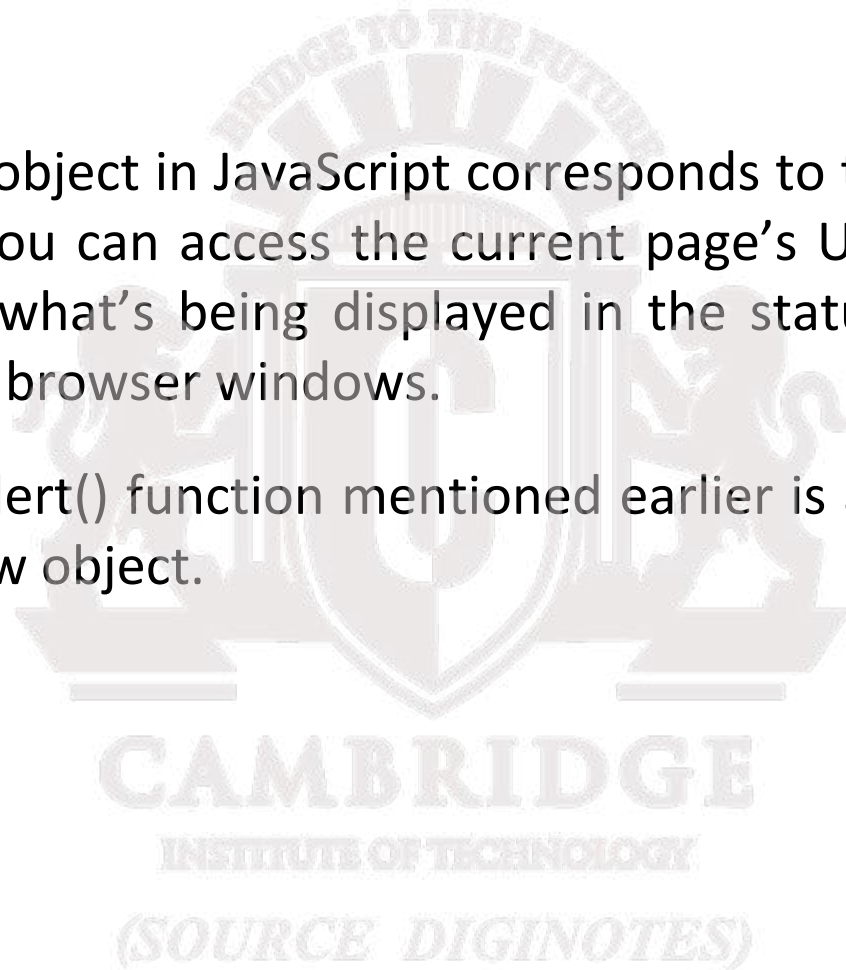 BRIDGE TO THE FUTURE
object in JavaScript corresponds to
ou can access the current page’s U
what’s being displayed in the statu
browser windows.
lert() function mentioned earlier is
w object.
CAMBRIDGE
INSTITUTE OF TECHNOLOGY
(SOURCE DIGINOTES)